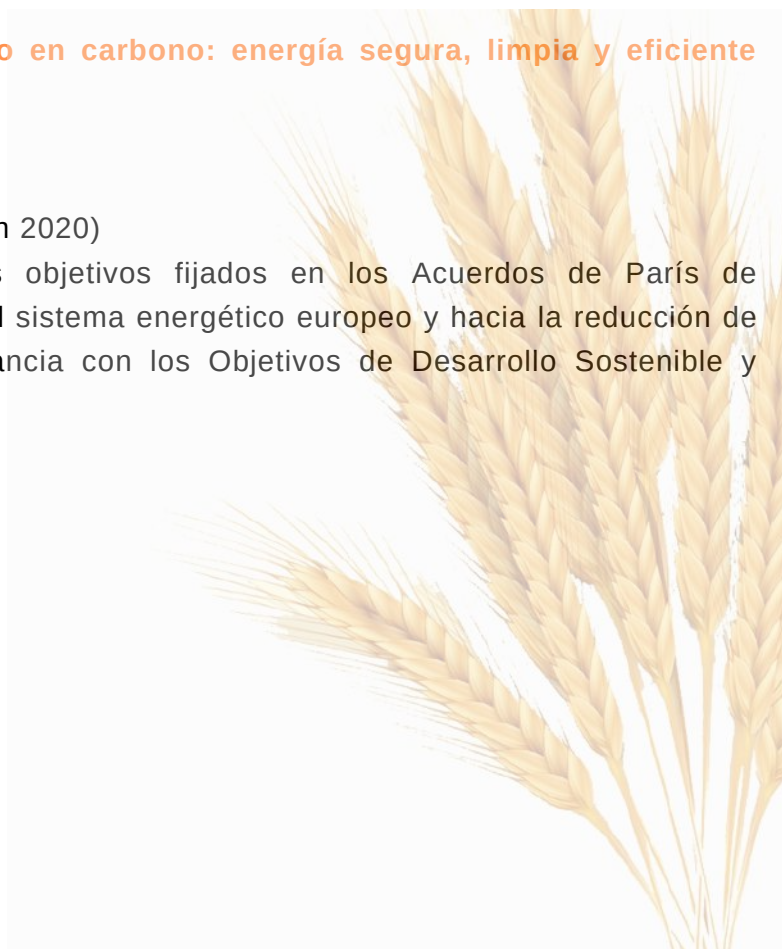 o en carbono: energía segura, limpia y eficiente
n 2020)
s objetivos fijados en los Acuerdos de París de
l sistema energético europeo y hacia la reducción de
ancia con los Objetivos de Desarrollo Sostenible y